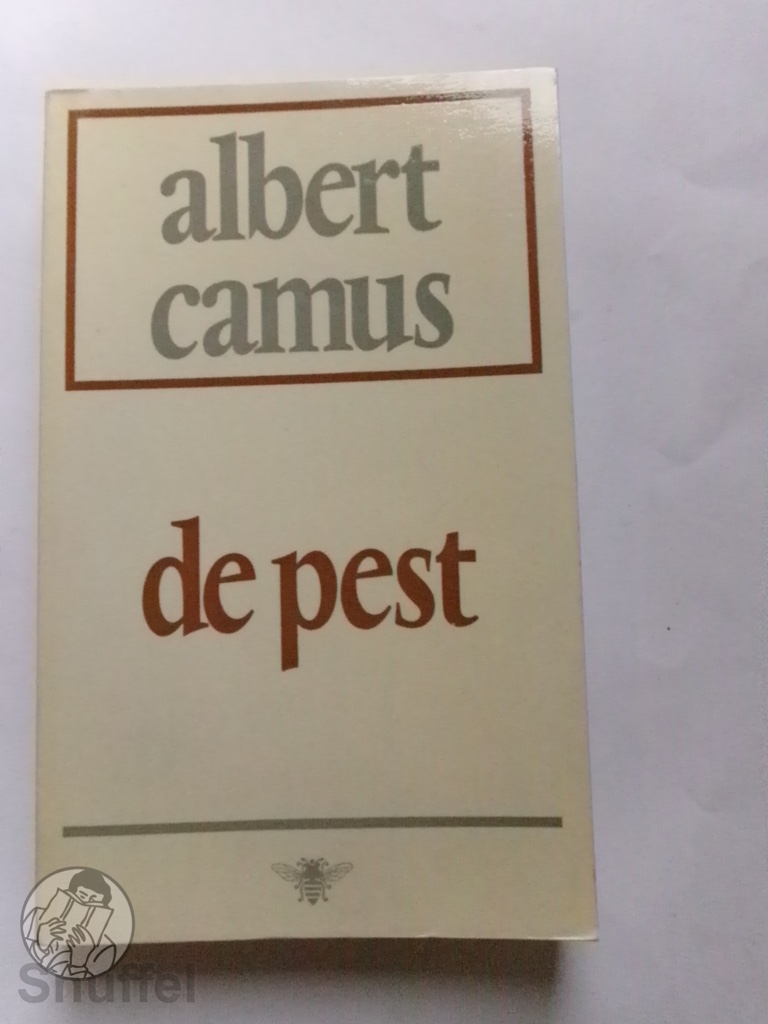 albert
camus
de pest
Snuffel